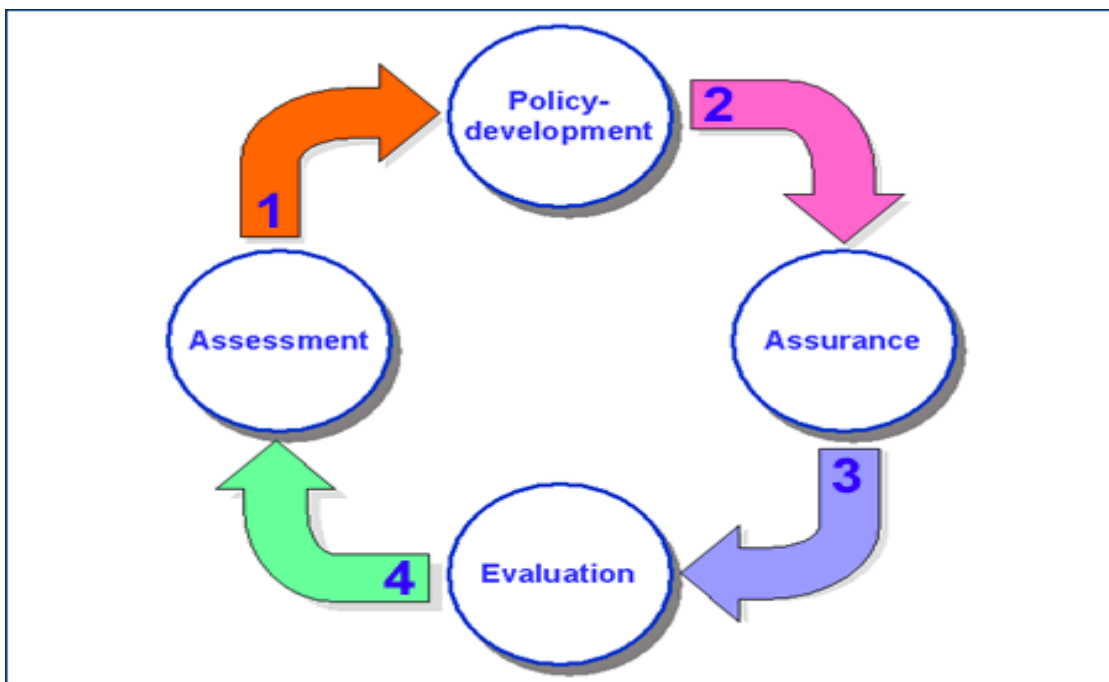 Policy-
development
1
2
Assessment
Assurance
3
4
Evaluation